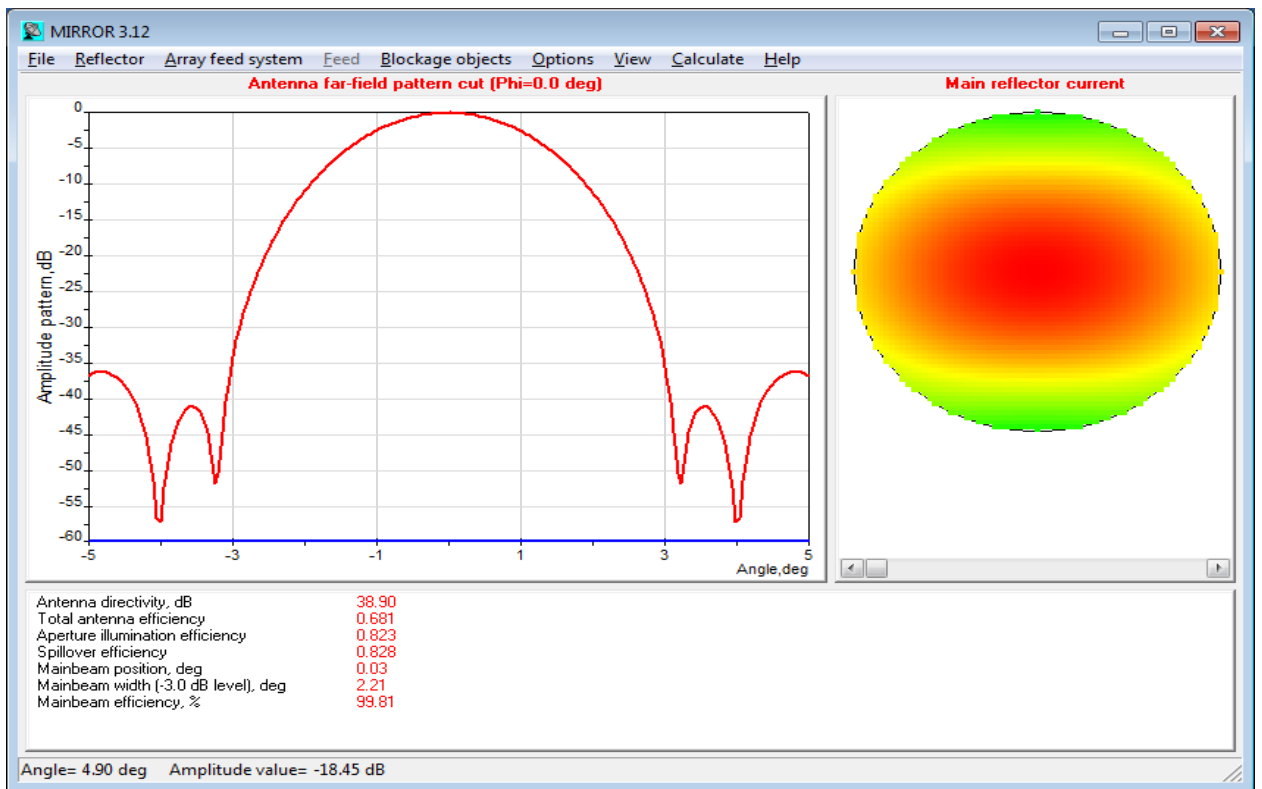 MIRROR 3.12
File Reflector Array feed system Feed Blockage objects Options View Calculate Help
Antenna far-field pattern cut (Phi=0.0 deg)
Main reflector current
0
-5
-10
-15
-20
-25
-30
-35
-40
-45
-50
-55
-60
Amplitude pattern,dB
-5 -3 -1 1 3 5
Angle,deg
Antenna directivity, dB 38.90
Total antenna efficiency 0.681
Aperture illumination efficiency 0.823
Spillover efficiency 0.828
Mainbeam position, deg 0.03
Mainbeam width (-3.0 dB level), deg 2.21
Mainbeam efficiency, % 99.81
Angle= 4.90 deg Amplitude value= -18.45 dB